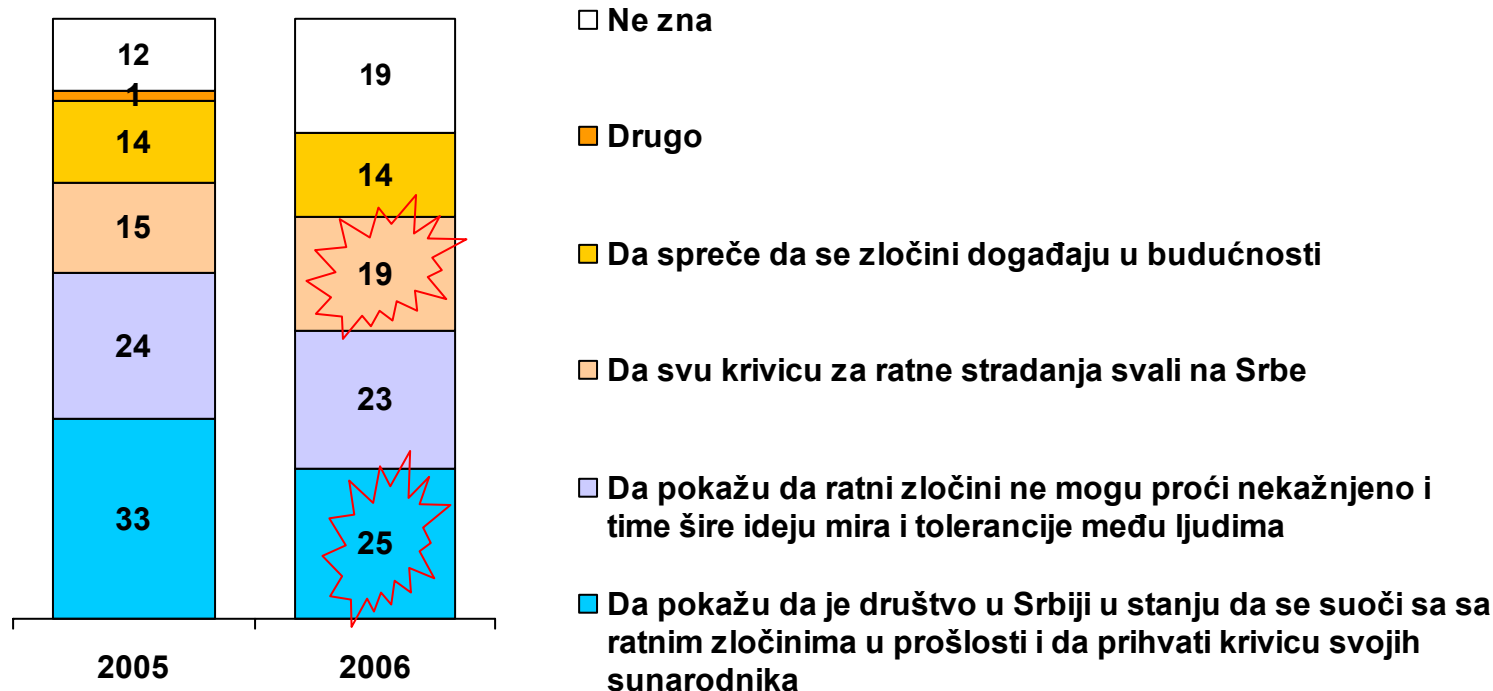 12
1
14
15
24
33
2005
19
14
19
23
25
2006
Ne zna
Drugo
Da spreče da se zločini događaju u budućnosti
Da svu krivicu za ratne stradanja svali na Srbe
Da pokažu da ratni zločini ne mogu proći nekažnjeno i
time šire ideju mira i tolerancije među ljudima
Da pokažu da je društvo u Srbiji u stanju da se suoči sa sa
ratnim zločinima u prošlosti i da prihvati krivicu svojih
sunarodnika